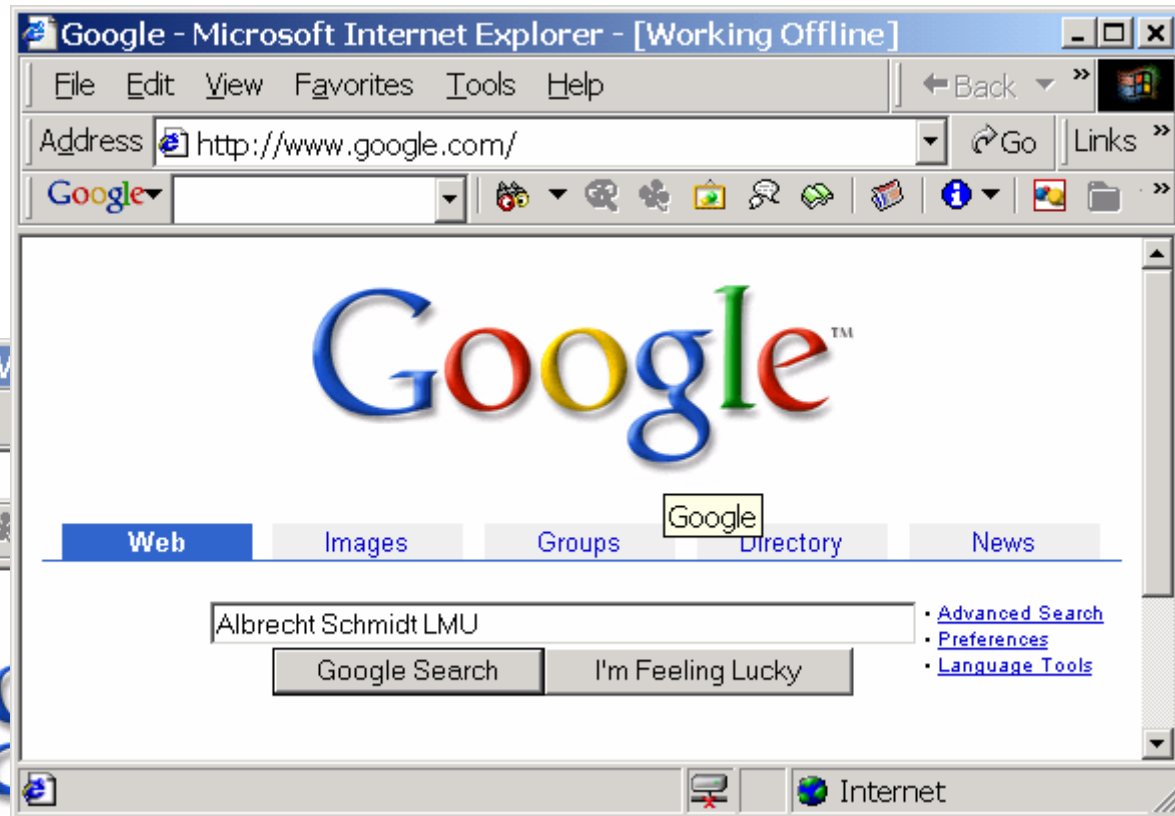 Google - Microsoft Internet Explorer - [Working Offline]
File Edit View Favorites Tools Help Back »
Address http://www.google.com/ Go Links »
Google »
Google™
Google
Web Images Groups Directory News
Albrecht Schmidt LMU
· Advanced Search
· Preferences
· Language Tools
Google Search I'm Feeling Lucky
Internet